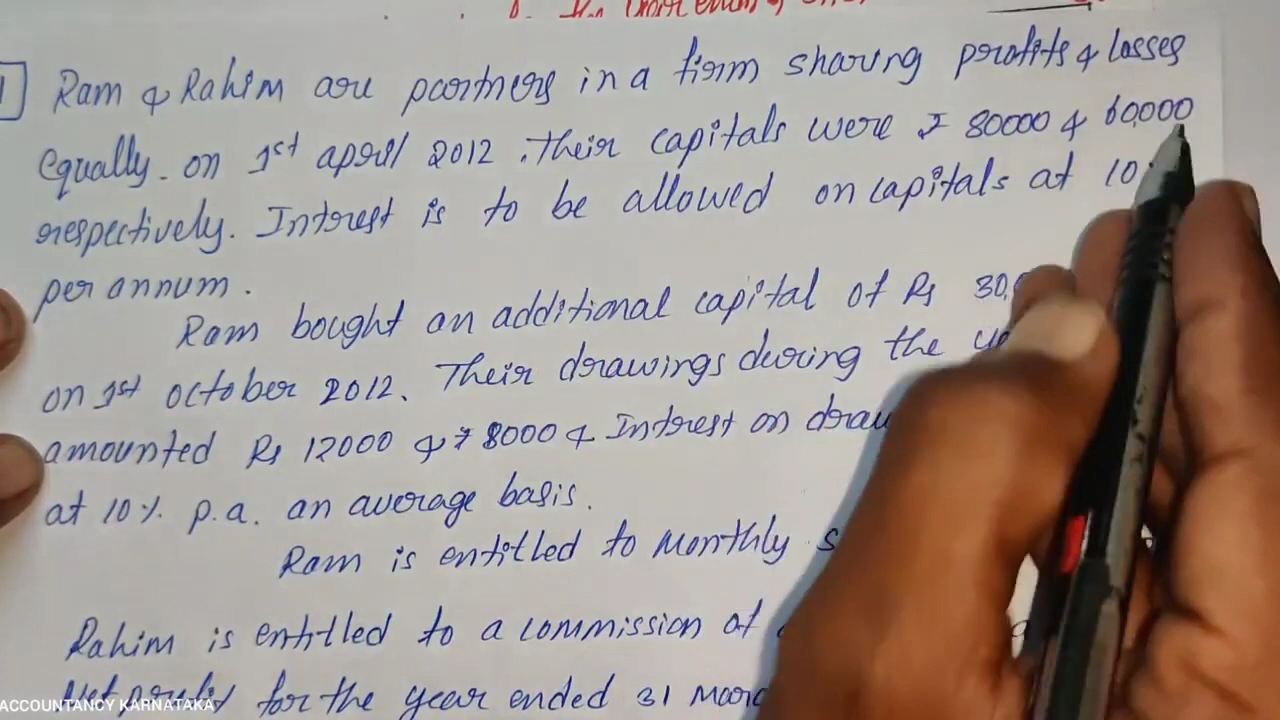 1 Ram & Rahim are partners in a firm sharing profits & losses
equally. on 1st april 2012. Their capitals were ₹ 80000 & 60,000
respectively. Interest is to be allowed on capitals at 10
per annum.
Ram bought an additional capital of Rs 30,
on 1st october 2012. Their drawings during the
amounted Rs 12000 & ₹ 8000 & Interest on
at 10% p.a. an average basis.
Ram is entitled to monthly
Rahim is entitled to a commission of
Net profit for the year ended 31
ACCOUNTANCY KARNATAKA